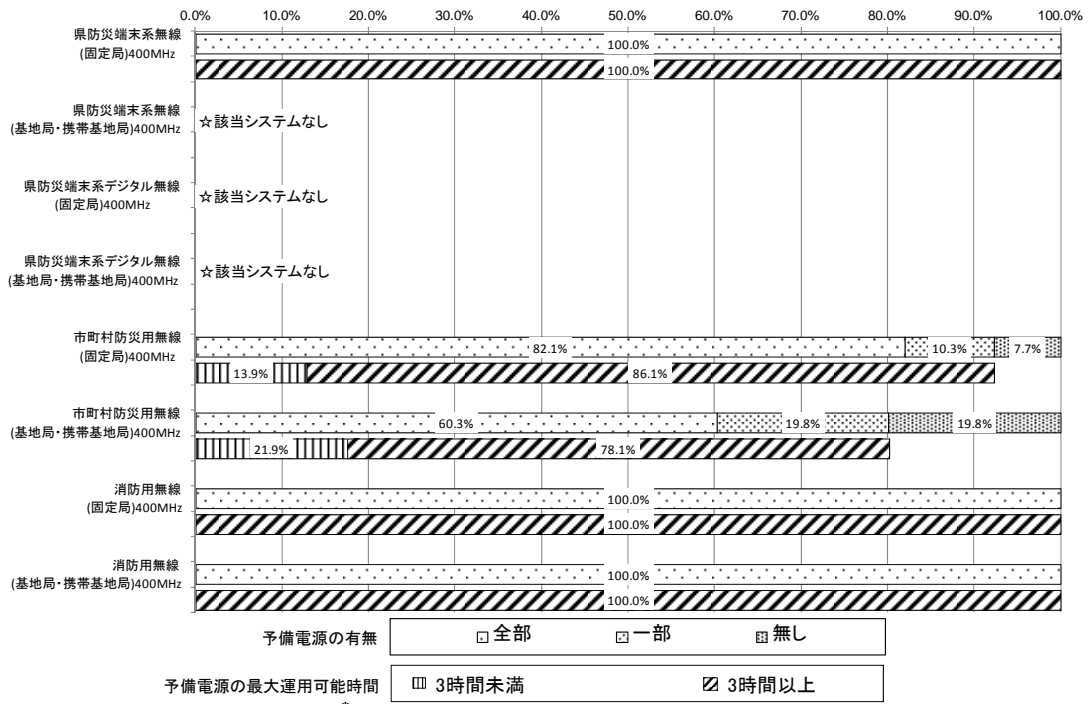 0.0% 10.0% 20.0% 30.0% 40.0% 50.0% 60.0% 70.0% 80.0% 90.0% 100.0%
県防災端末系無線
(固定局)400MHz
100.0%
100.0%
県防災端末系無線
(基地局・携帯基地局)400MHz
☆該当システムなし
県防災端末系デジタル無線
(固定局)400MHz
☆該当システムなし
県防災端末系デジタル無線
(基地局・携帯基地局)400MHz
☆該当システムなし
市町村防災用無線
(固定局)400MHz
82.1% 10.3% 7.7%
13.9% 86.1%
市町村防災用無線
(基地局・携帯基地局)400MHz
60.3% 19.8% 19.8%
21.9% 78.1%
消防用無線
(固定局)400MHz
100.0%
100.0%
消防用無線
(基地局・携帯基地局)400MHz
100.0%
100.0%
予備電源の有無 全部 一部 無し
予備電源の最大運用可能時間 3時間未満 3時間以上
*